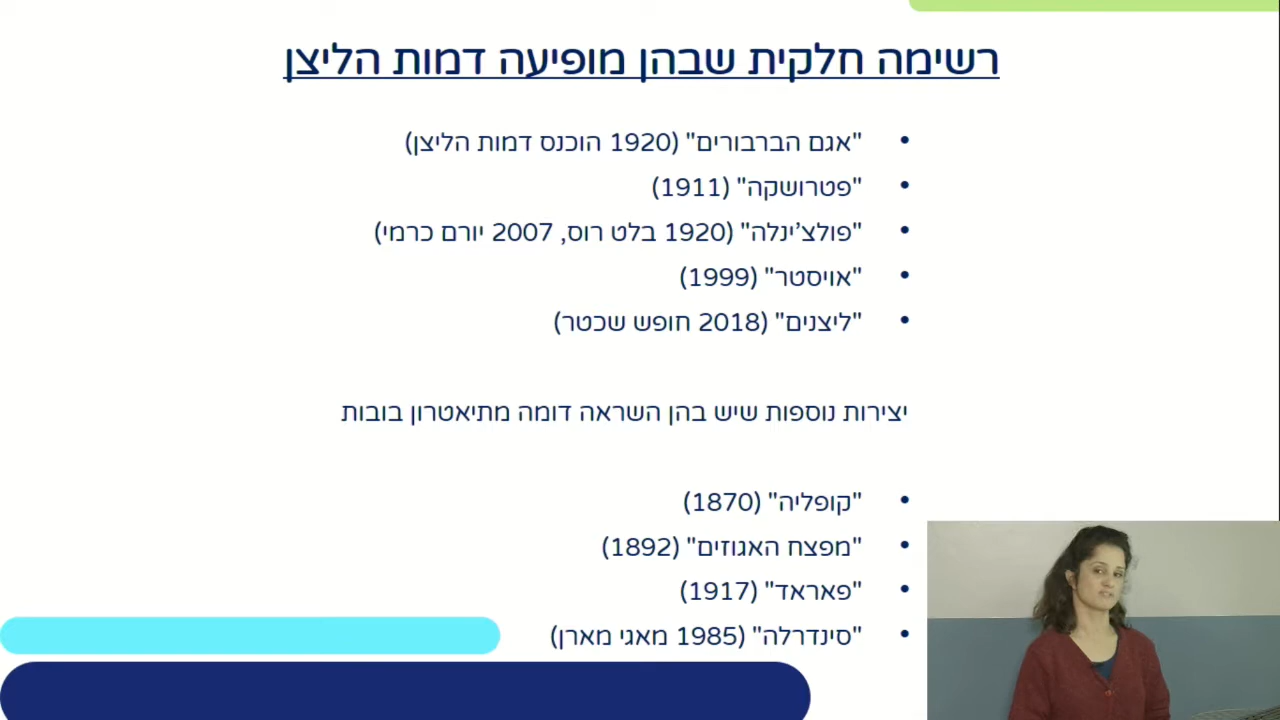 רשימה חלקית שבהן מופיעה דמות הליצן
• "אגם הברבורים" (1920 הוכנס דמות הליצן)
• "פטרושקה" (1911)
• "פולצ'ינלה" (1920 בלט רוס, 2007 יורם כרמי)
• "אויסטר" (1999)
• "ליצנים" (2018 חופש שכטר)
יצירות נוספות שיש בהן השראה דומה מתיאטרון בובות
• "קופליה" (1870)
• "מפצח האגוזים" (1892)
• "פאראד" (1917)
• "סינדרלה" (1985 מאגי מארן)